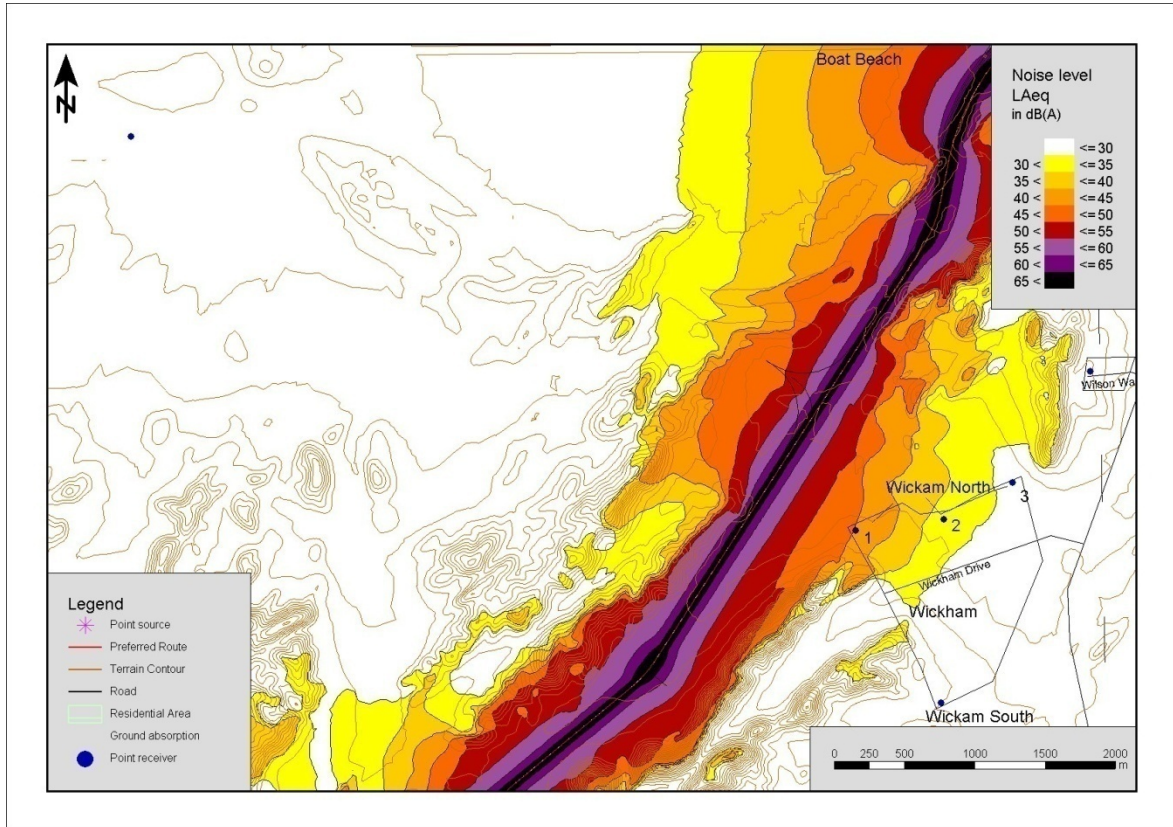 N
Boat Beach
Noise level
LAeq
in dB(A)
<= 30
30 < <= 35
35 < <= 40
40 < <= 45
45 < <= 50
50 < <= 55
55 < <= 60
60 < <= 65
65 <
Wilson Wa
Wickam North
1
2
3
Wickham Drive
Wickham
Wickam South
Legend
Point source
Preferred Route
Terrain Contour
Road
Residential Area
Ground absorption
Point receiver
0 250 500 1000 1500 2000
m